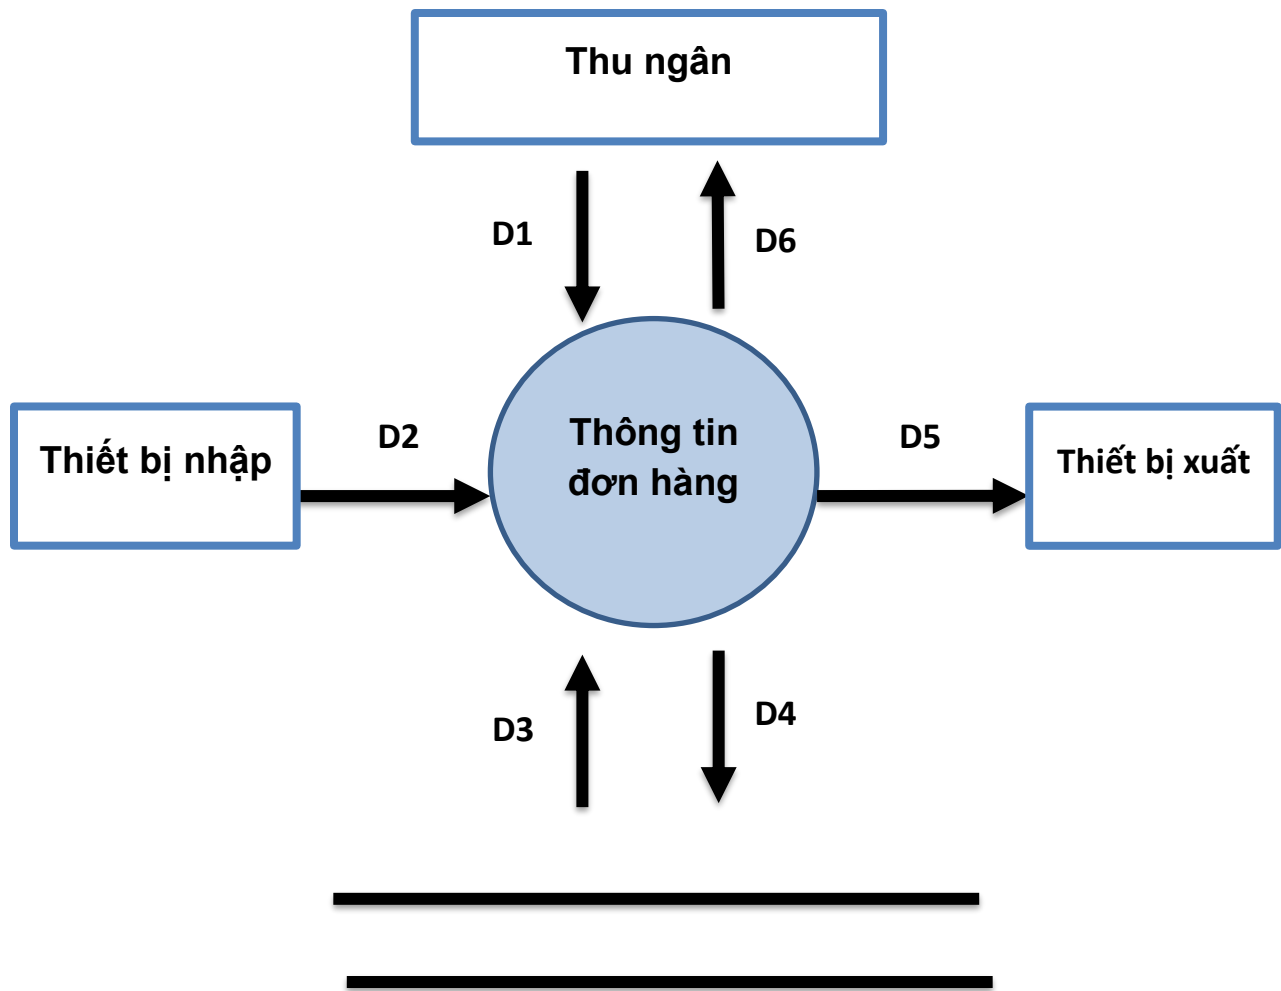 Thu ngân
D1
D6
Thiết bị nhập
D2
Thông tin
đơn hàng
D5
Thiết bị xuất
D3
D4